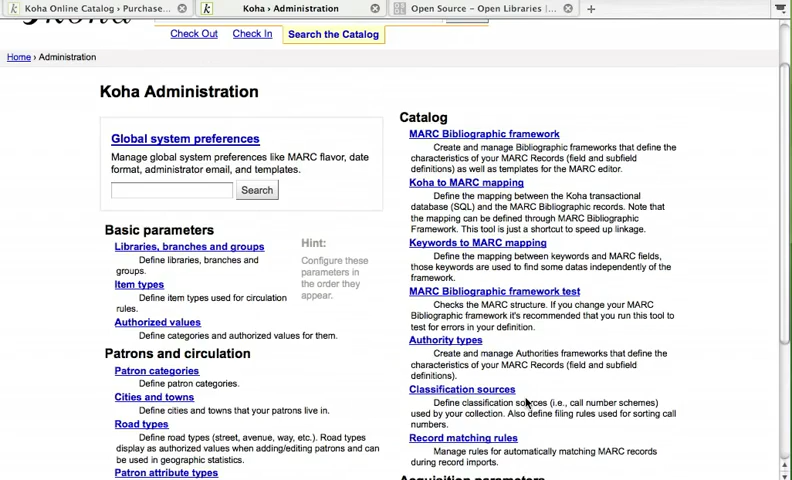 Koha Online Catalog › Purchase...
Koha › Administration
Open Source – Open Libraries |...
Check Out
Check In
Search the Catalog
Home › Administration
Koha Administration
Global system preferences
Manage global system preferences like MARC flavor, date
format, administrator email, and templates.
Search
Basic parameters
Libraries, branches and groups
Define libraries, branches and
groups.
Item types
Define item types used for circulation
rules.
Authorized values
Define categories and authorized values for them.
Hint:
Configure these
parameters in
the order they
appear.
Patrons and circulation
Patron categories
Define patron categories.
Cities and towns
Define cities and towns that your patrons live in.
Road types
Define road types (street, avenue, way, etc.). Road types
display as authorized values when adding/editing patrons and can
be used in geographic statistics.
Patron attribute types
Catalog
MARC Bibliographic framework
Create and manage Bibliographic frameworks that define the
characteristics of your MARC Records (field and subfield
definitions) as well as templates for the MARC editor.
Koha to MARC mapping
Define the mapping between the Koha transactional
database (SQL) and the MARC Bibliographic records. Note that
the mapping can be defined through MARC Bibliographic
Framework. This tool is just a shortcut to speed up linkage.
Keywords to MARC mapping
Define the mapping between keywords and MARC fields,
those keywords are used to find some datas independently of the
framework.
MARC Bibliographic framework test
Checks the MARC structure. If you change your MARC
Bibliographic framework it's recommended that you run this tool to
test for errors in your definition.
Authority types
Create and manage Authorities frameworks that define the
characteristics of your MARC Records (field and subfield
definitions).
Classification sources
Define classification sources (i.e., call number schemes)
used by your collection. Also define filing rules used for sorting call
numbers.
Record matching rules
Manage rules for automatically matching MARC records
during record imports.
Acquisition parameters